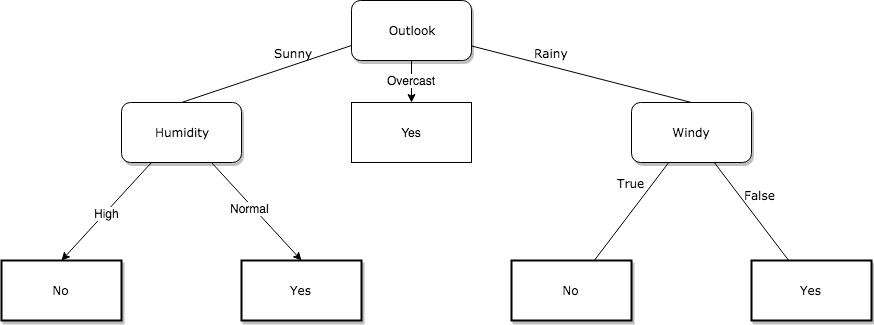 Outlook
Sunny
Rainy
Overcast
Humidity
Yes
Windy
True
False
High
Normal
No
Yes
No
Yes